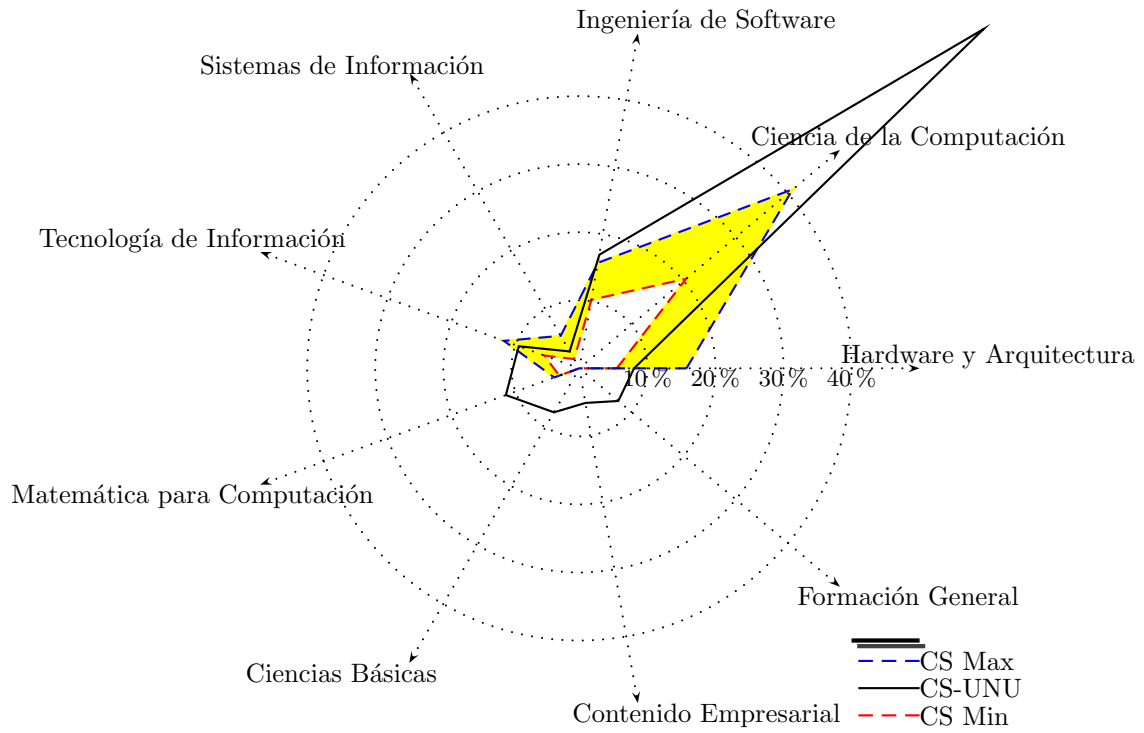 Ingeniería de Software
Sistemas de Información
Ciencia de la Computación
Tecnología de Información
Hardware y Arquitectura
10 % 20 % 30 % 40 %
Matemática para Computación
Formación General
Ciencias Básicas
Contenido Empresarial
CS Max
CS-UNU
CS Min